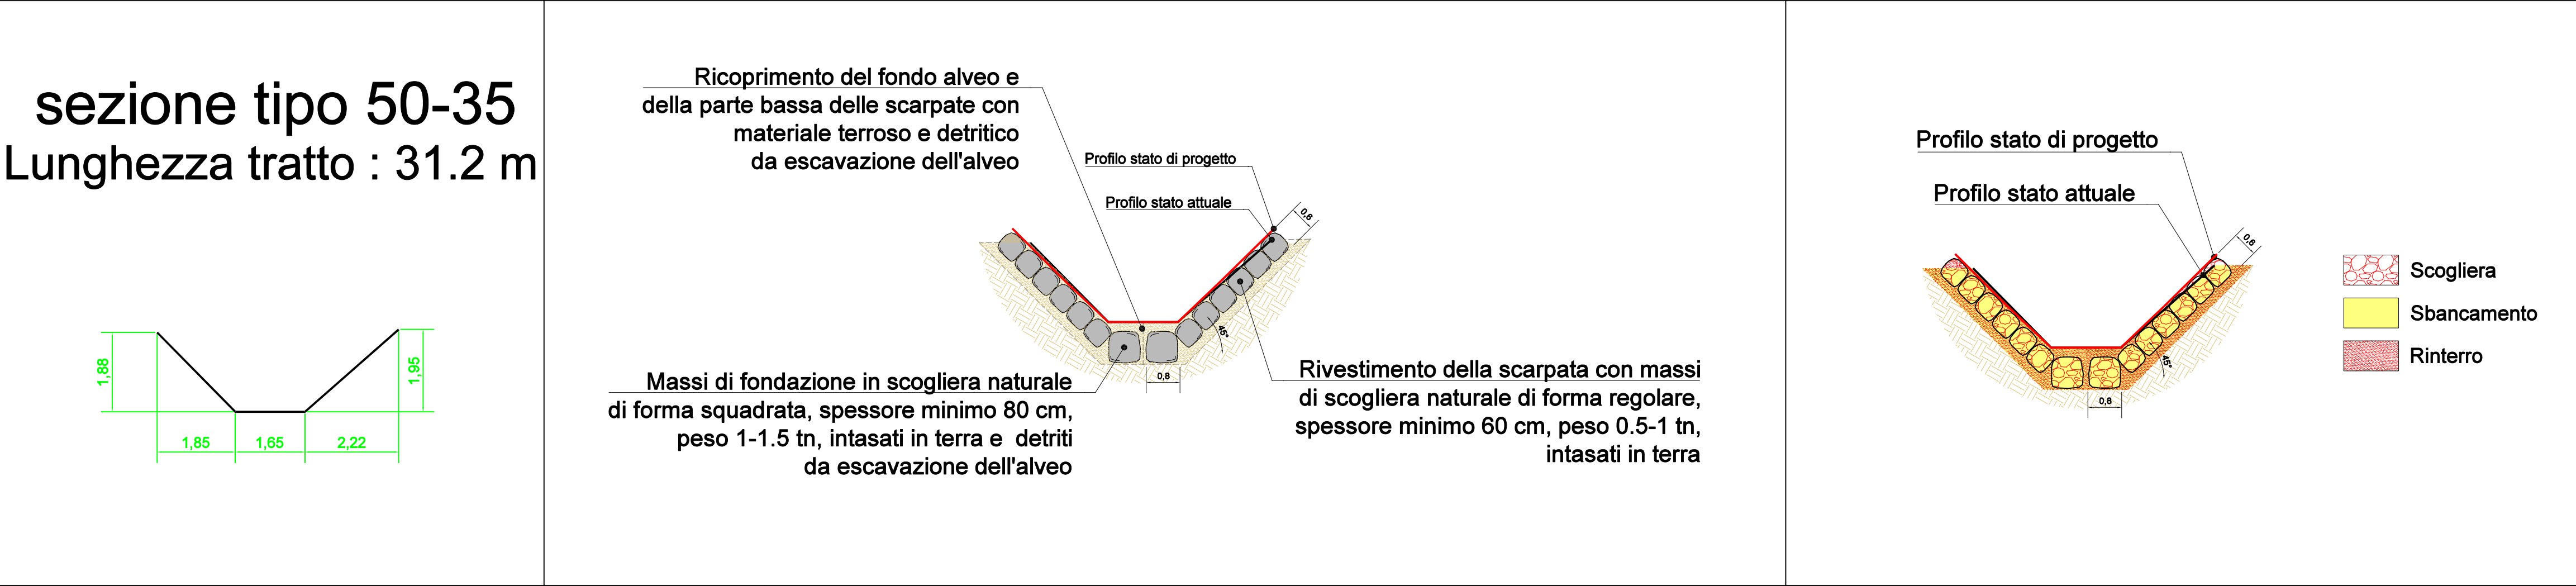 sezione tipo 50-35
Lunghezza tratto : 31.2 m
1,88
1,95
1,85
1,65
2,22
Ricoprimento del fondo alveo e
della parte bassa delle scarpate con
materiale terroso e detritico
da escavazione dell'alveo
Profilo stato di progetto
Profilo stato attuale
0,6
45°
0,8
Massi di fondazione in scogliera naturale
di forma squadrata, spessore minimo 80 cm,
peso 1-1.5 tn, intasati in terra e  detriti
da escavazione dell'alveo
Rivestimento della scarpata con massi
di scogliera naturale di forma regolare,
spessore minimo 60 cm, peso 0.5-1 tn,
intasati in terra
Profilo stato di progetto
Profilo stato attuale
0,6
45°
0,8
Scogliera
Sbancamento
Rinterro